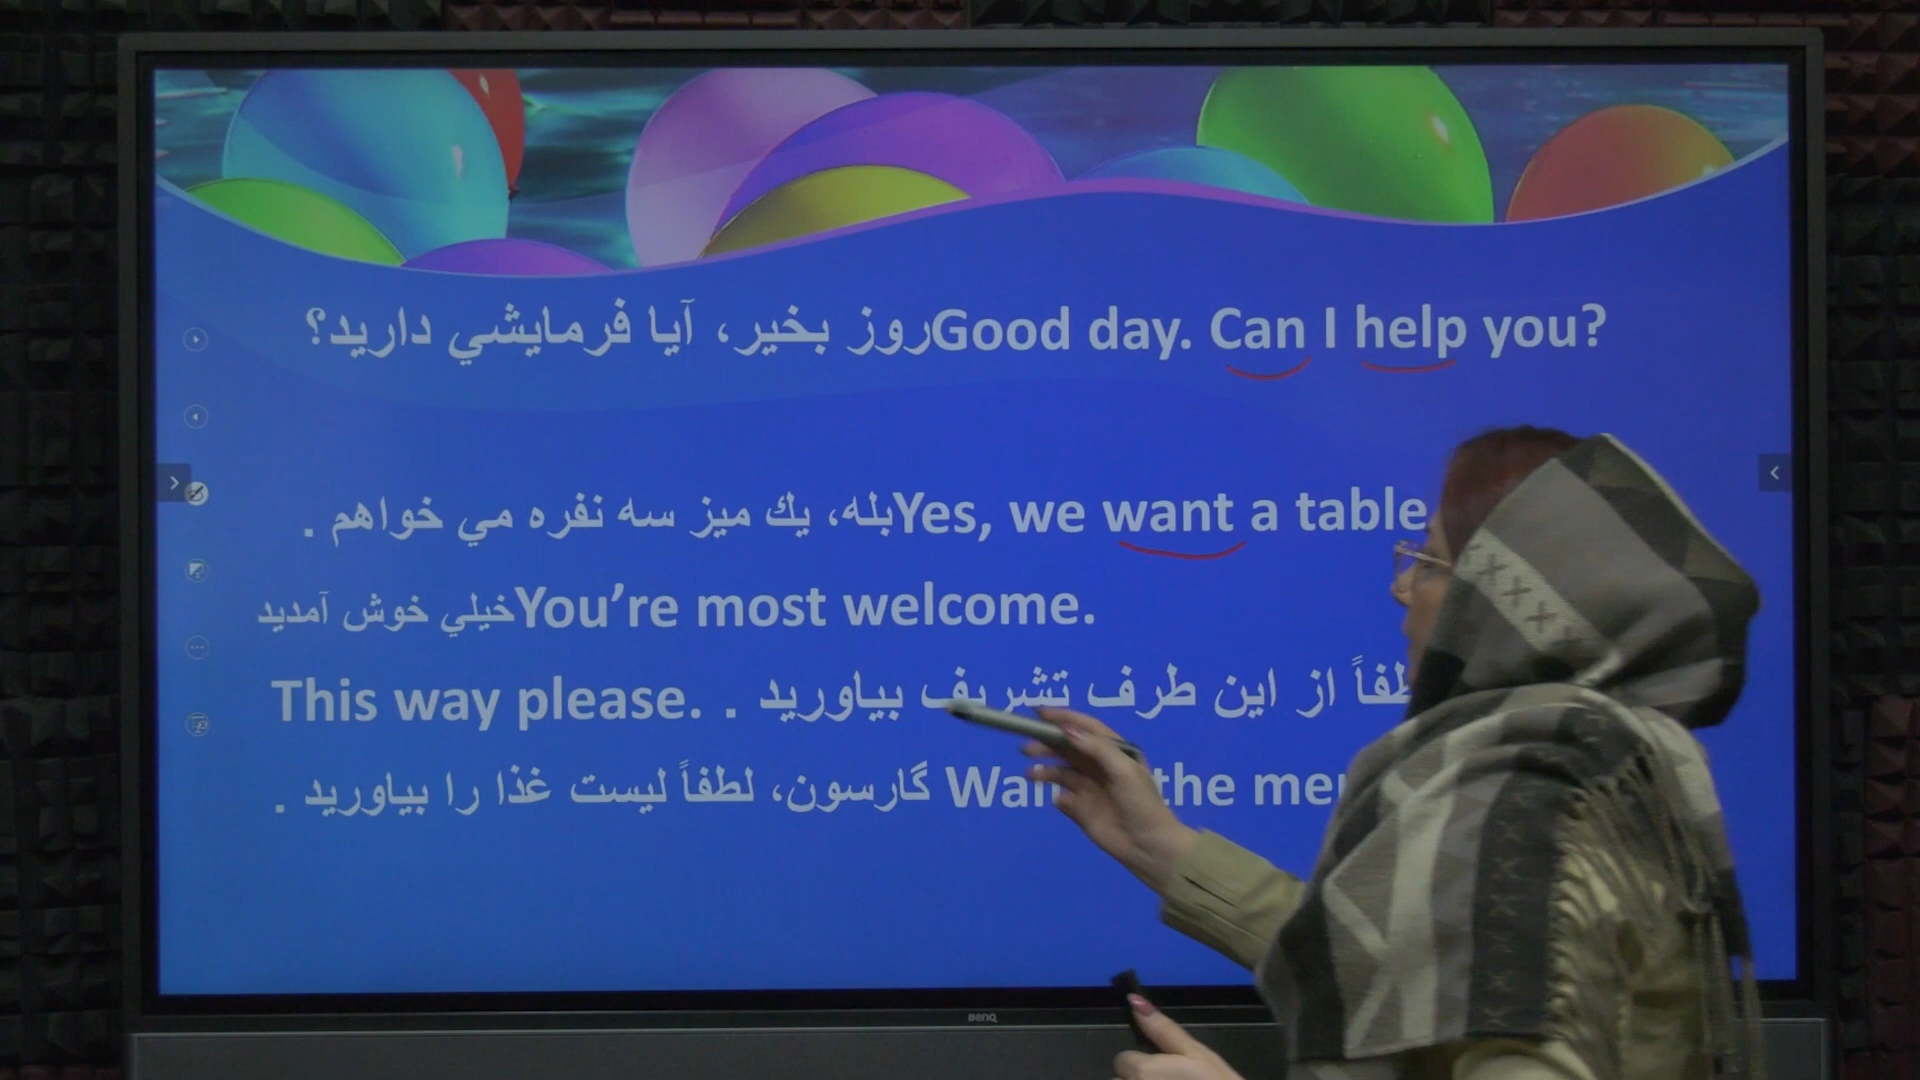 روز بخير، آيا فرمايشي داريد؟Good day. Can I help you?
بله، يك ميز سه نفره مي خواهم .Yes, we want a table
خيلي خوش آمديدYou’re most welcome.
This way please. . از اين طرف تشريف بياوريد
گارسون، لطفاً ليست غذا را بياوريد . the
BenQ